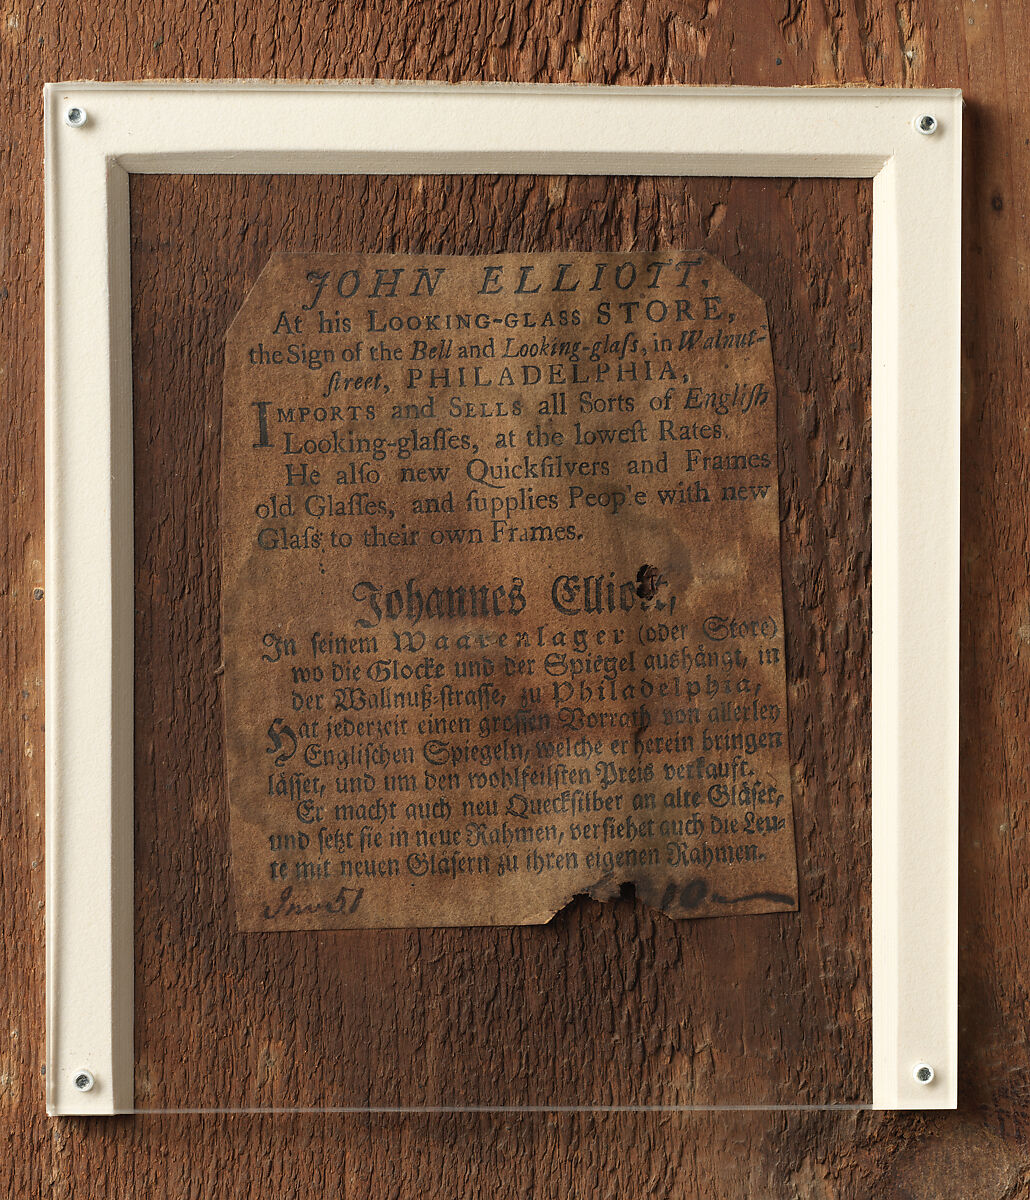 JOHN ELLIOTT,
At his LOOKING-GLASS STORE,
the Sign of the Bell and Looking-glaſs, in Walnut-
ſtreet, PHILADELPHIA,
IMPORTS and SELLS all Sorts of Engliſh
Looking-glaſſes, at the loweſt Rates.
He alſo new Quickſilvers and Frames
old Glaſſes, and ſupplies Peop'e with new
Glaſs to their own Frames.
Johannes Elliott,
In ſeinem Waarenlager (oder Store)
wo die Glocke und der Spiegel aushängt, in
der Wallnuß-ſtraſſe, zu Philadelphia,
Hat jederzeit einen groſſen Vorrath von allerley
Engliſchen Spiegeln, welche er herein bringen
läſſet, und um den wohlfeilſten Preis verkauft.
Er macht auch neu Queckſilber an alte Gläſer,
und ſetzt ſie in neue Rahmen, verſiehet auch die Leu-
te mit neuen Gläſern zu ihren eigenen Rahmen.
51 10